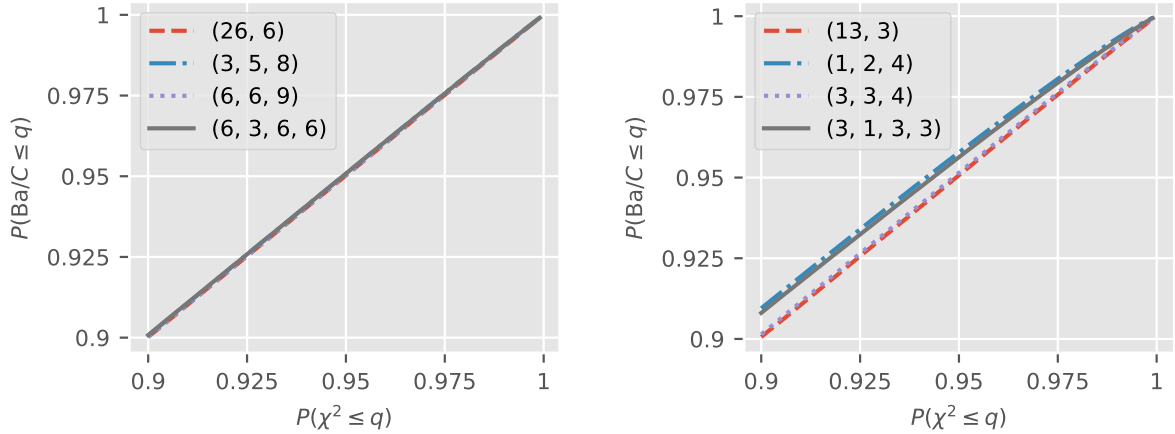 1
0.975
0.95
0.925
0.9
P(Ba/C ≤ q)
(26, 6)
(3, 5, 8)
(6, 6, 9)
(6, 3, 6, 6)
0.9 0.925 0.95 0.975 1
P(χ² ≤ q)
1
0.975
0.95
0.925
0.9
P(Ba/C ≤ q)
(13, 3)
(1, 2, 4)
(3, 3, 4)
(3, 1, 3, 3)
0.9 0.925 0.95 0.975 1
P(χ² ≤ q)